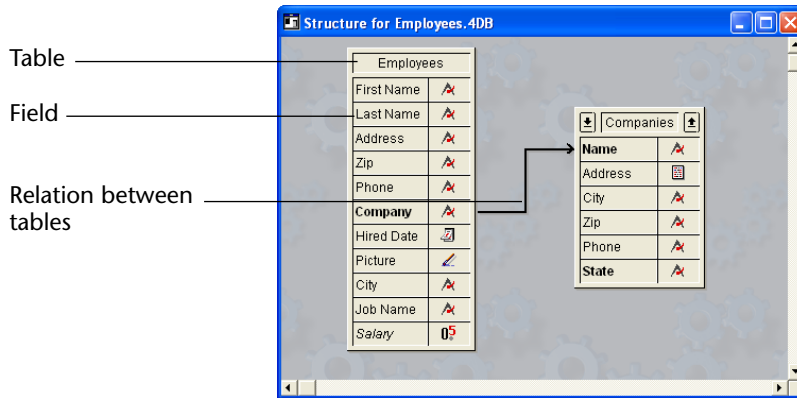 Structure for Employees.4DB
Table
Field
Relation between
tables
Employees
First Name
Last Name
Address
Zip
Phone
Company
Hired Date
Picture
City
Job Name
Salary
Companies
Name
Address
City
Zip
Phone
State